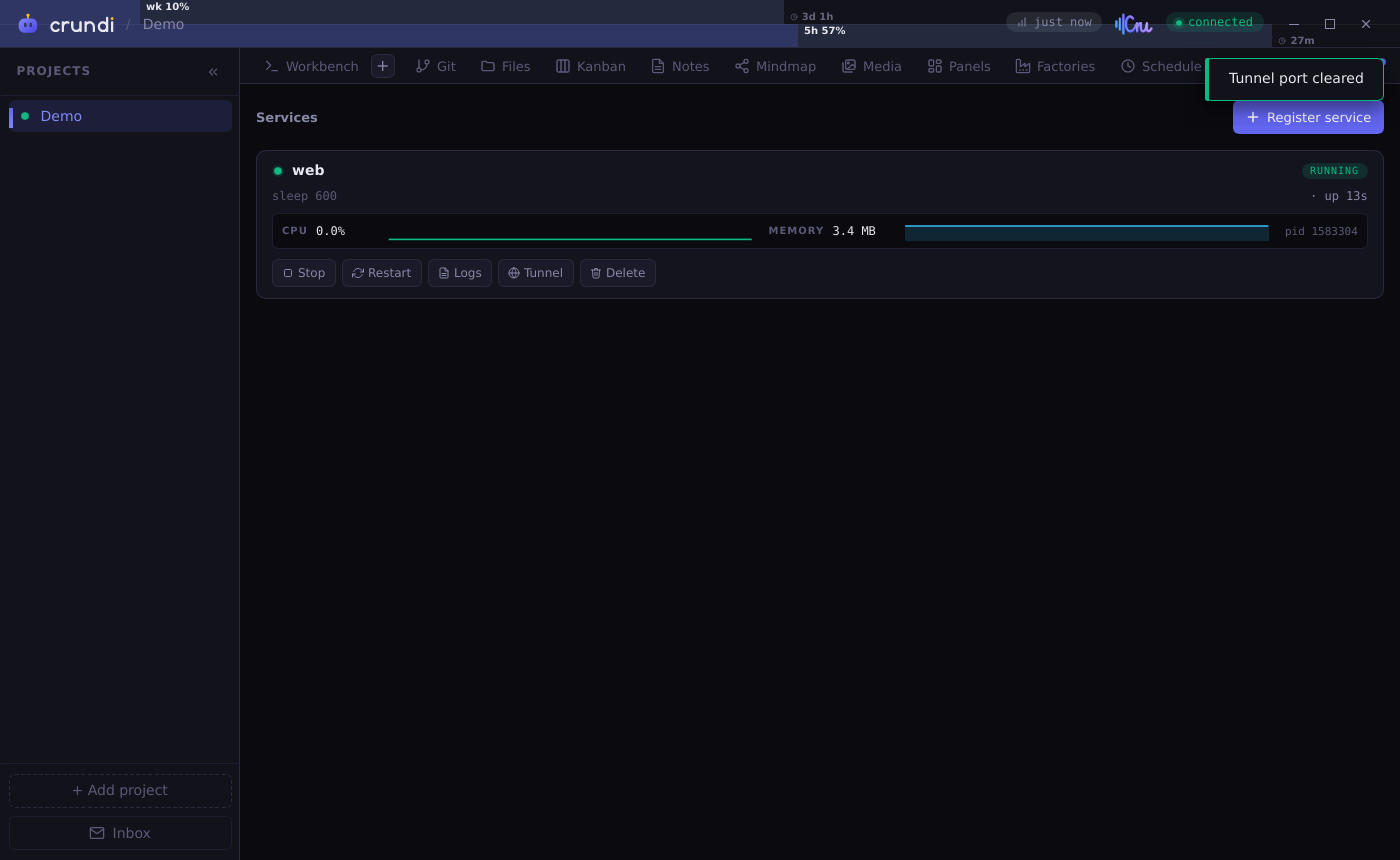 wk 10%
crundi / Demo
3d 1h
5h 57%
just now
Cru
connected
27m
PROJECTS
«
Workbench
+
Git
Files
Kanban
Notes
Mindmap
Media
Panels
Factories
Schedule
Tunnel port cleared
Demo
Services
+ Register service
web
RUNNING
sleep 600
· up 13s
CPU 0.0%
MEMORY 3.4 MB
pid 1583304
Stop
Restart
Logs
Tunnel
Delete
+ Add project
Inbox